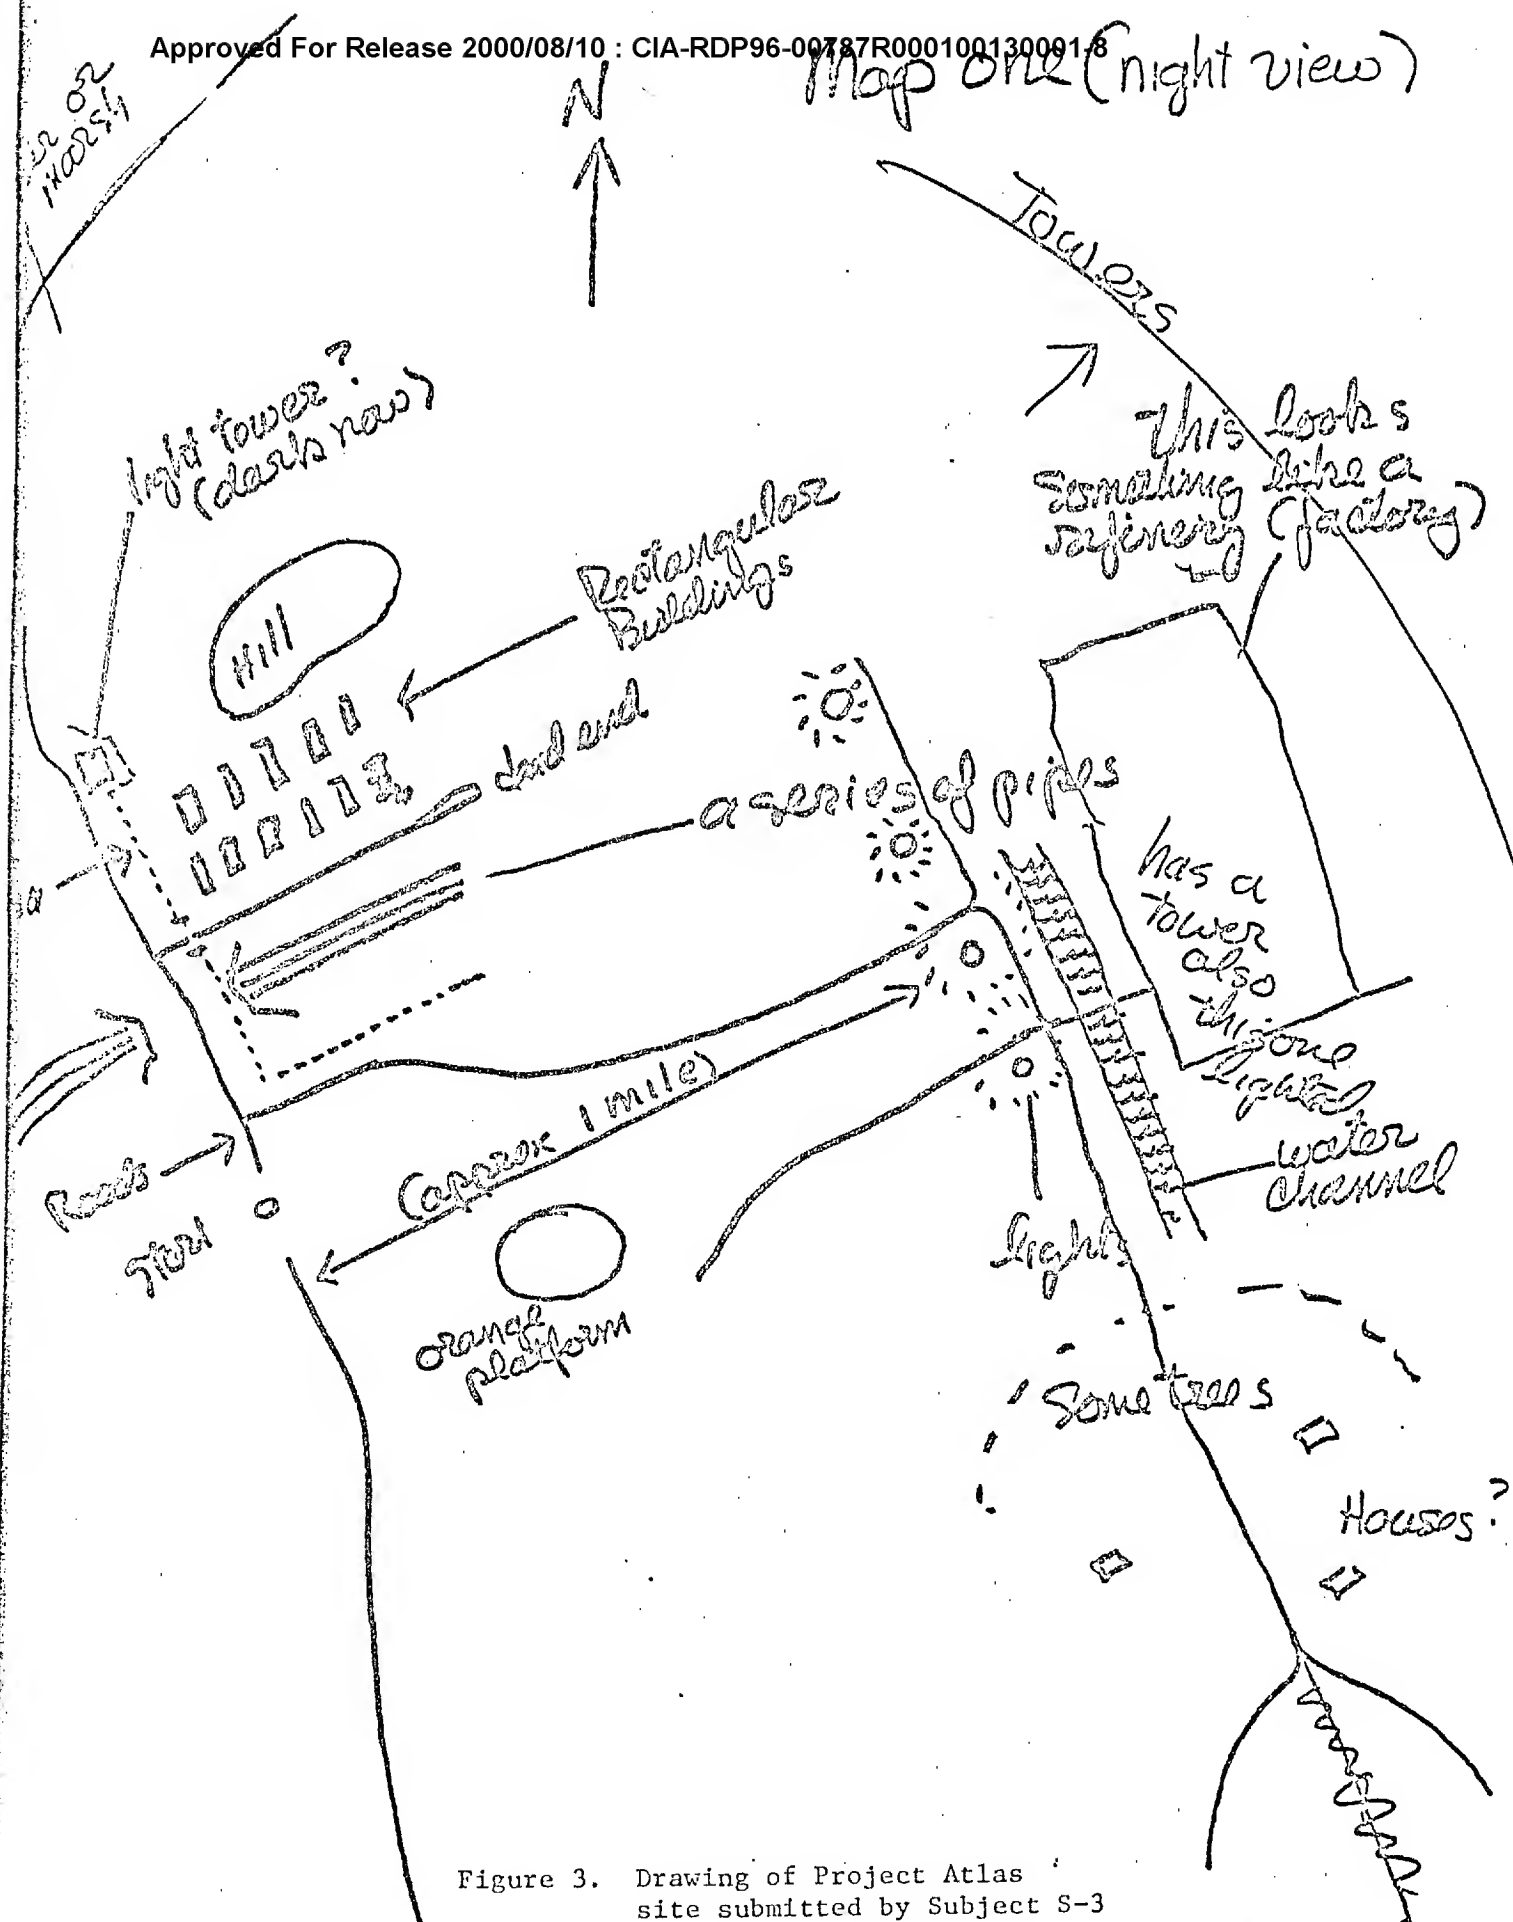 Approved For Release 2000/08/10 : CIA-RDP96-00787R000100130001-8
Map one (night view)
N
or
Towers
light tower?
(dark now)
this looks
something like a
refinery (factory)
Rectangular
Buildings
Hill
dead end
a series of pipes
has a
tower
also
this one
lighted
water
channel
(approx 1 mile)
Roads
Start
lights
orange
platform
Some trees
Houses?
Figure 3. Drawing of Project Atlas
site submitted by Subject S-3